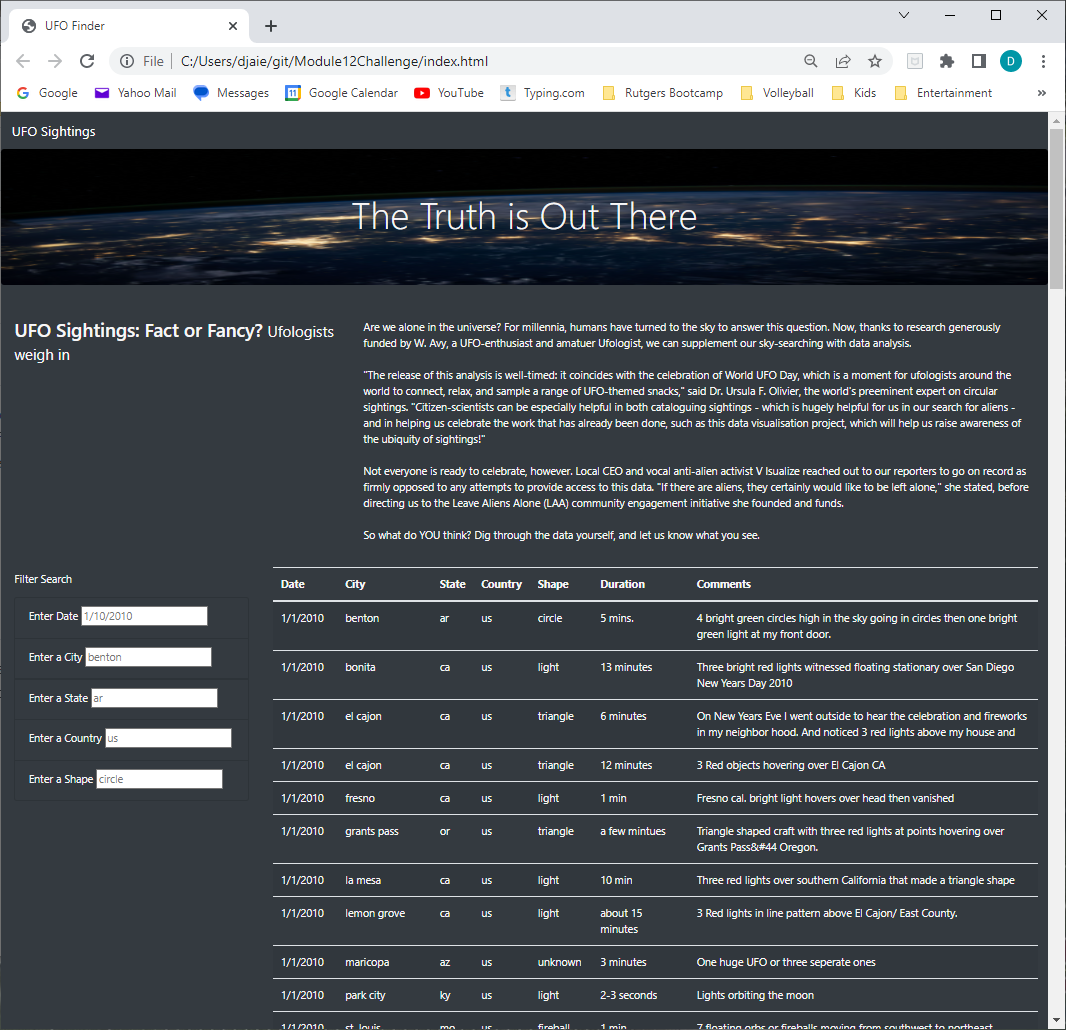 UFO Finder
File
C:/Users/djaie/git/Module12Challenge/index.html
D
Google
Yahoo Mail
Messages
31
Google Calendar
YouTube
t
Typing.com
Rutgers Bootcamp
Volleyball
Kids
Entertainment
»
UFO Sightings
The Truth is Out There
UFO Sightings: Fact or Fancy? Ufologists
weigh in
Are we alone in the universe? For millennia, humans have turned to the sky to answer this question. Now, thanks to research generously
funded by W. Avy, a UFO-enthusiast and amatuer Ufologist, we can supplement our sky-searching with data analysis.
"The release of this analysis is well-timed: it coincides with the celebration of World UFO Day, which is a moment for ufologists around the
world to connect, relax, and sample a range of UFO-themed snacks," said Dr. Ursula F. Olivier, the world's preeminent expert on circular
sightings. "Citizen-scientists can be especially helpful in both cataloguing sightings - which is hugely helpful for us in our search for aliens -
and in helping us celebrate the work that has already been done, such as this data visualisation project, which will help us raise awareness of
the ubiquity of sightings!"
Not everyone is ready to celebrate, however. Local CEO and vocal anti-alien activist V Isualize reached out to our reporters to go on record as
firmly opposed to any attempts to provide access to this data. "If there are aliens, they certainly would like to be left alone," she stated, before
directing us to the Leave Aliens Alone (LAA) community engagement initiative she founded and funds.
So what do YOU think? Dig through the data yourself, and let us know what you see.
Filter Search
Enter Date 1/10/2010
Enter a City benton
Enter a State ar
Enter a Country us
Enter a Shape circle
Date City State Country Shape Duration Comments
1/1/2010 benton ar us circle 5 mins. 4 bright green circles high in the sky going in circles then one bright
green light at my front door.
1/1/2010 bonita ca us light 13 minutes Three bright red lights witnessed floating stationary over San Diego
New Years Day 2010
1/1/2010 el cajon ca us triangle 6 minutes On New Years Eve I went outside to hear the celebration and fireworks
in my neighbor hood. And noticed 3 red lights above my house and
1/1/2010 el cajon ca us triangle 12 minutes 3 Red objects hovering over El Cajon CA
1/1/2010 fresno ca us light 1 min Fresno cal. bright light hovers over head then vanished
1/1/2010 grants pass or us triangle a few mintues Triangle shaped craft with three red lights at points hovering over
Grants Pass&#44 Oregon.
1/1/2010 la mesa ca us light 10 min Three red lights over southern California that made a triangle shape
1/1/2010 lemon grove ca us light about 15 3 Red lights in line pattern above El Cajon/ East County.
minutes
1/1/2010 maricopa az us unknown 3 minutes One huge UFO or three seperate ones
1/1/2010 park city ky us light 2-3 seconds Lights orbiting the moon
1/1/2010 st. louis mo us fireball 1 min 7 floating orbs or fireballs moving from southwest to northeast